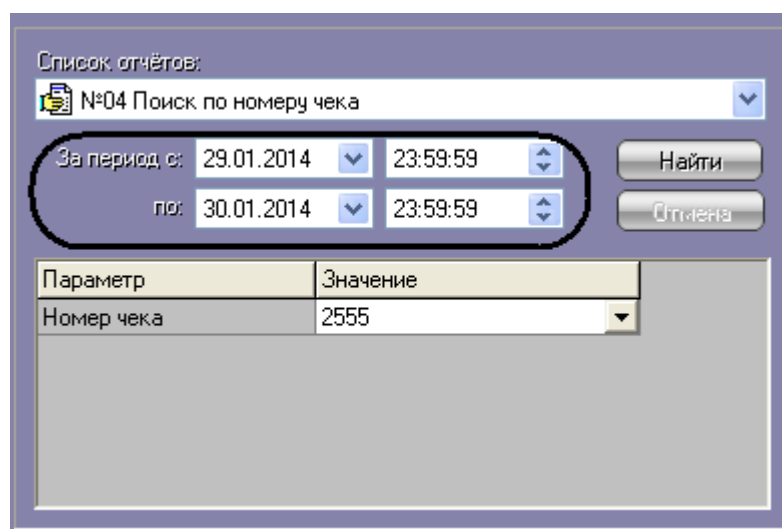 Список отчётов:
№04 Поиск по номеру чека
За период с: 29.01.2014 23:59:59 Найти
по: 30.01.2014 23:59:59 Отмена
Параметр Значение
Номер чека 2555